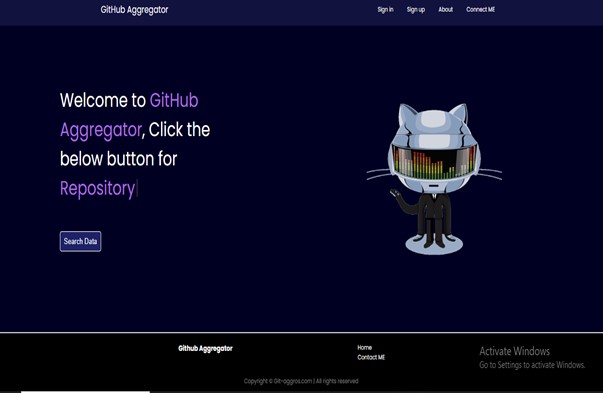 GitHub Aggregator
Sign in
Sign up
About
Connect ME
Welcome to GitHub
Aggregator, Click the
below button for
Repository
Search Data
Github Aggregator
Home
Contact ME
Activate Windows
Go to Settings to activate Windows.
Copyright © Git-aggros.com | All rights reserved